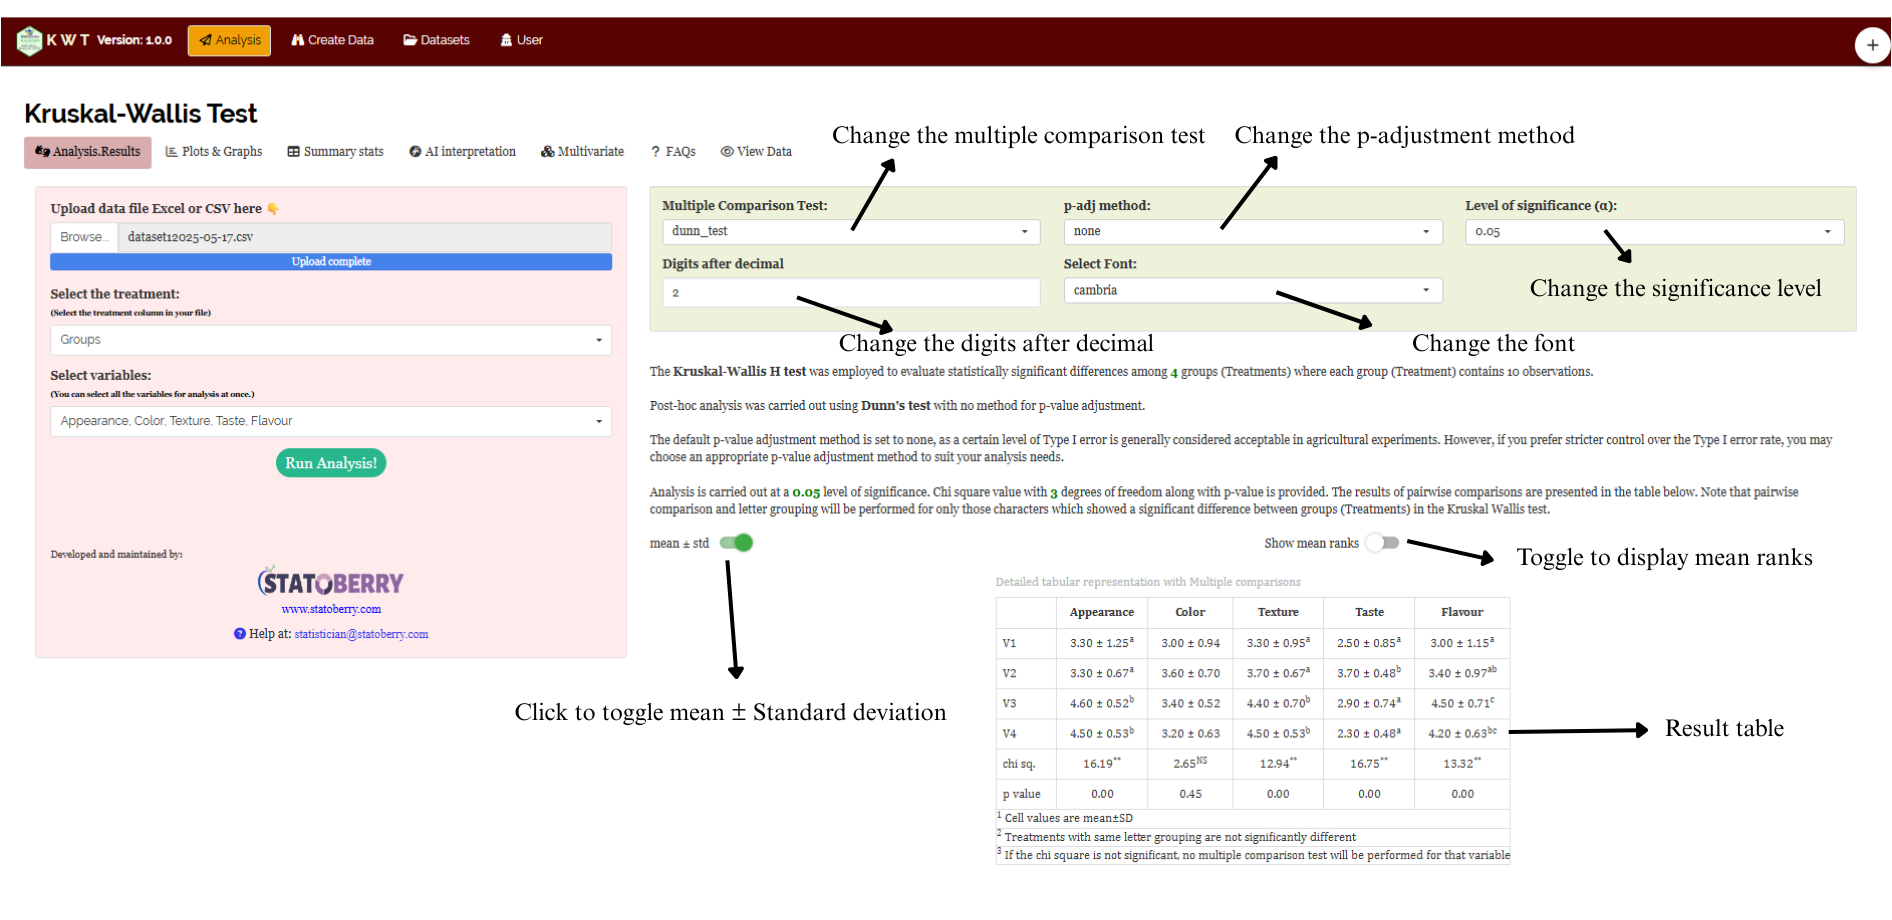 K W T Version: 1.0.0 Analysis Create Data Datasets User
+
Kruskal-Wallis Test
Analysis.Results Plots & Graphs Summary stats AI interpretation Multivariate ? FAQs View Data
Change the multiple comparison test Change the p-adjustment method
Upload data file Excel or CSV here
Browse... dataset12025-05-17.csv
Upload complete
Select the treatment:
(Select the treatment column in your file)
Groups
Select variables:
(You can select all the variables for analysis at once.)
Appearance, Color, Texture, Taste, Flavour
Run Analysis!
Developed and maintained by:
STATOBERRY
www.statoberry.com
? Help at: statistician@statoberry.com
Multiple Comparison Test: p-adj method: Level of significance (α):
dunn_test none 0.05
Digits after decimal Select Font:
2 cambria
Change the significance level
Change the digits after decimal Change the font
The Kruskal-Wallis H test was employed to evaluate statistically significant differences among 4 groups (Treatments) where each group (Treatment) contains 10 observations.
Post-hoc analysis was carried out using Dunn's test with no method for p-value adjustment.
The default p-value adjustment method is set to none, as a certain level of Type I error is generally considered acceptable in agricultural experiments. However, if you prefer stricter control over the Type I error rate, you may
choose an appropriate p-value adjustment method to suit your analysis needs.
Analysis is carried out at a 0.05 level of significance. Chi square value with 3 degrees of freedom along with p-value is provided. The results of pairwise comparisons are presented in the table below. Note that pairwise
comparison and letter grouping will be performed for only those characters which showed a significant difference between groups (Treatments) in the Kruskal Wallis test.
mean ± std Show mean ranks
Toggle to display mean ranks
Detailed tabular representation with Multiple comparisons
Appearance Color Texture Taste Flavour
V1 3.30 ± 1.25a 3.00 ± 0.94 3.30 ± 0.95a 2.50 ± 0.85a 3.00 ± 1.15a
V2 3.30 ± 0.67a 3.60 ± 0.70 3.70 ± 0.67a 3.70 ± 0.48b 3.40 ± 0.97ab
V3 4.60 ± 0.52b 3.40 ± 0.52 4.40 ± 0.70b 2.90 ± 0.74a 4.50 ± 0.71c
V4 4.50 ± 0.53b 3.20 ± 0.63 4.50 ± 0.53b 2.30 ± 0.48a 4.20 ± 0.63bc
chi sq. 16.19** 2.65NS 12.94** 16.75** 13.32**
p value 0.00 0.45 0.00 0.00 0.00
1 Cell values are mean±SD
2 Treatments with same letter grouping are not significantly different
3 If the chi square is not significant, no multiple comparison test will be performed for that variable
Click to toggle mean ± Standard deviation
Result table